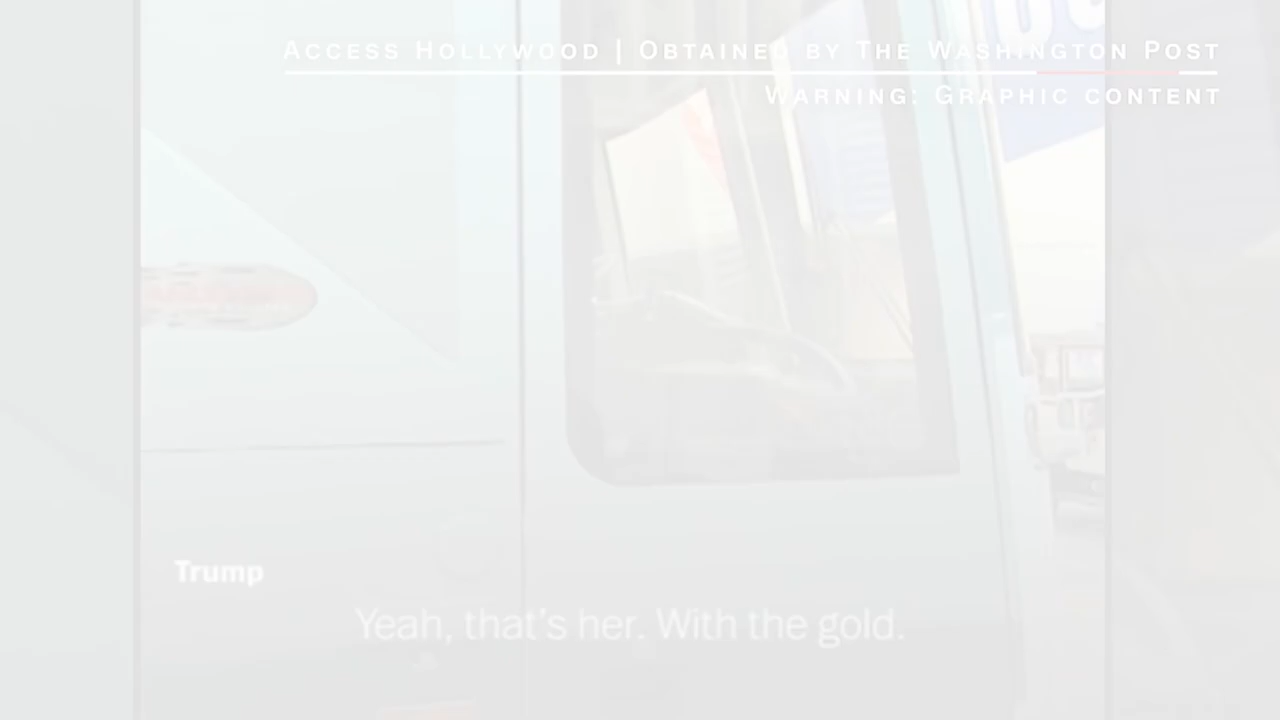 Access Hollywood | Obtained by The Washington Post
Warning: Graphic content
Trump
Yeah, that's her. With the gold.